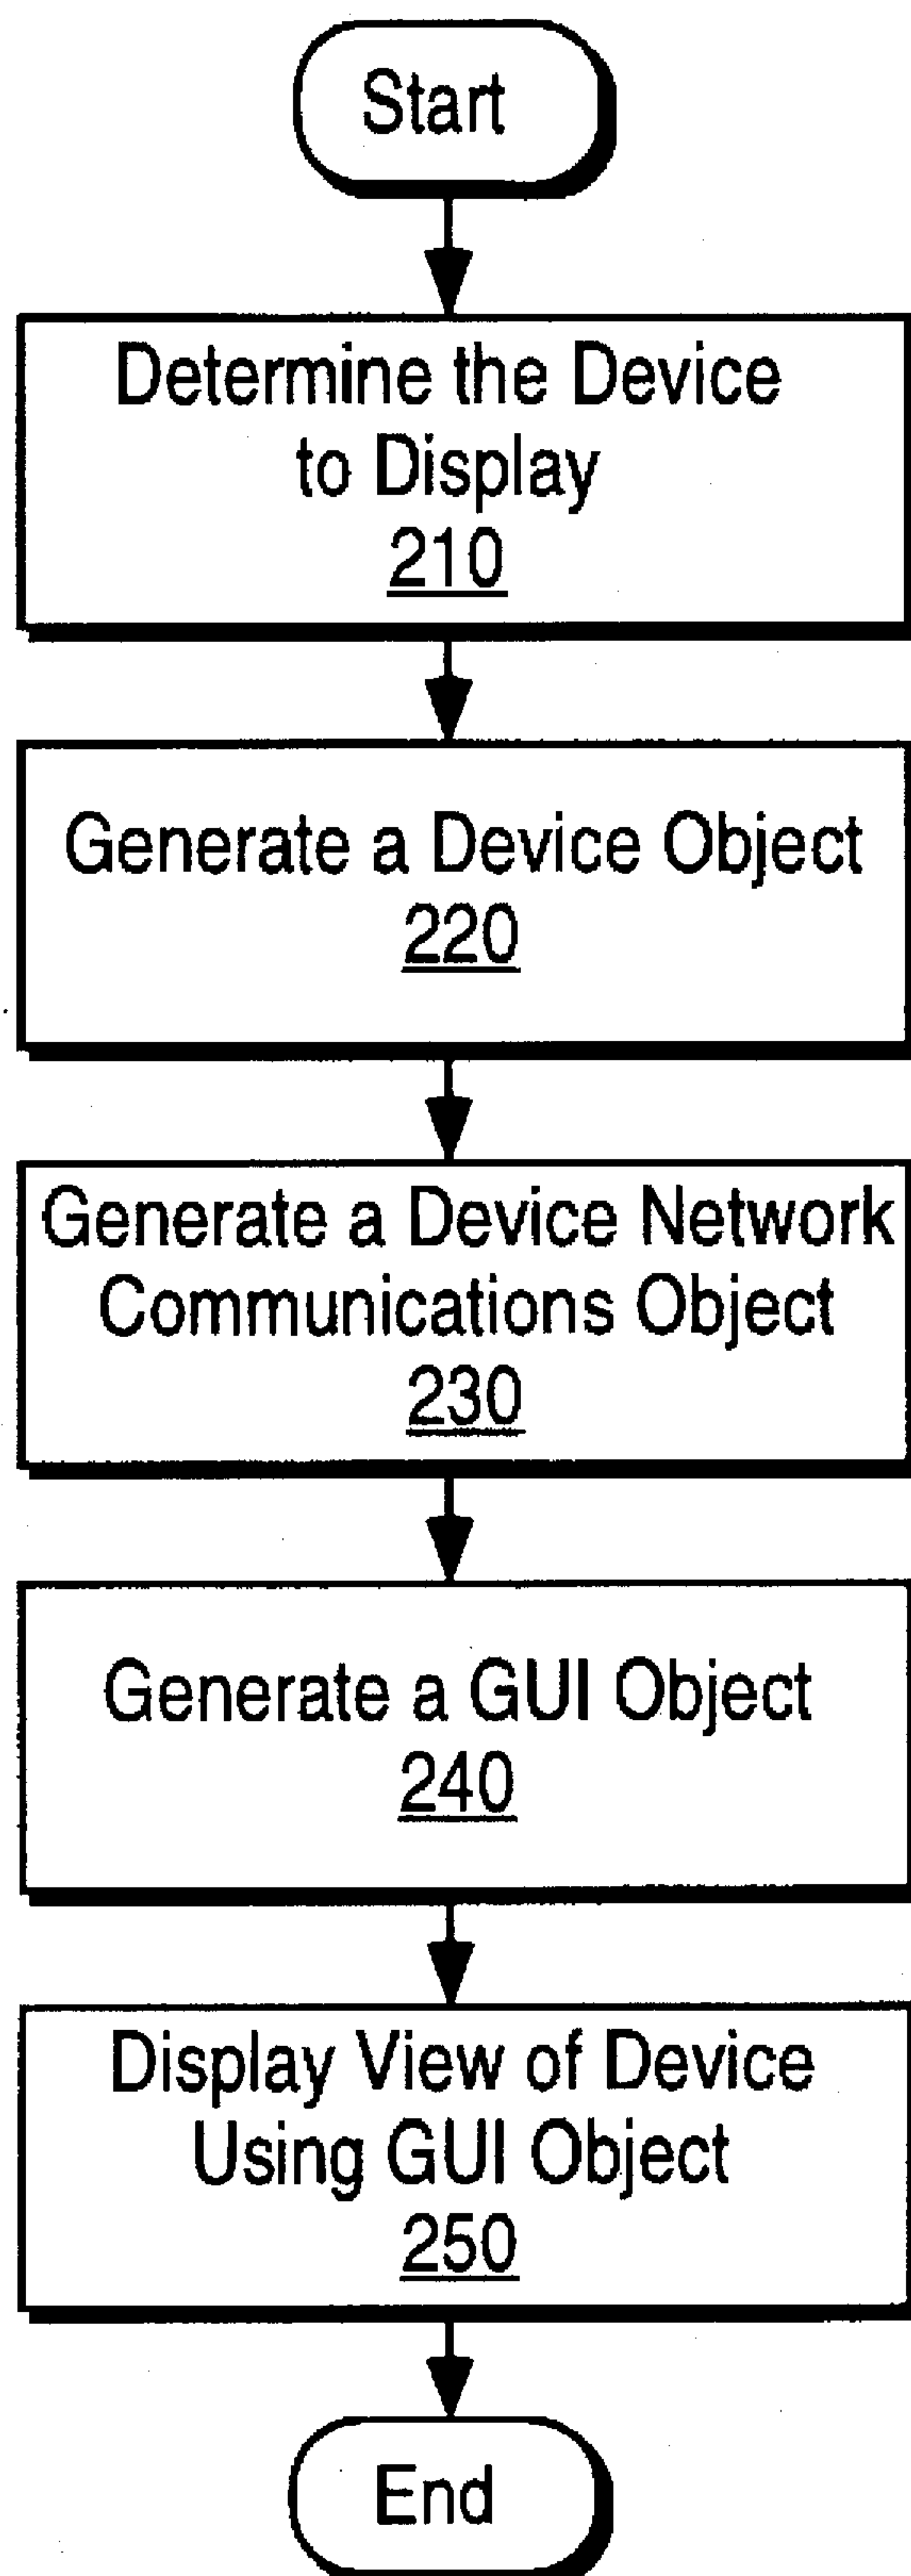 Start
Determine the Device
to Display
210
Generate a Device Object
220
Generate a Device Network
Communications Object
230
Generate a GUI Object
240
Display View of Device
Using GUI Object
250
End